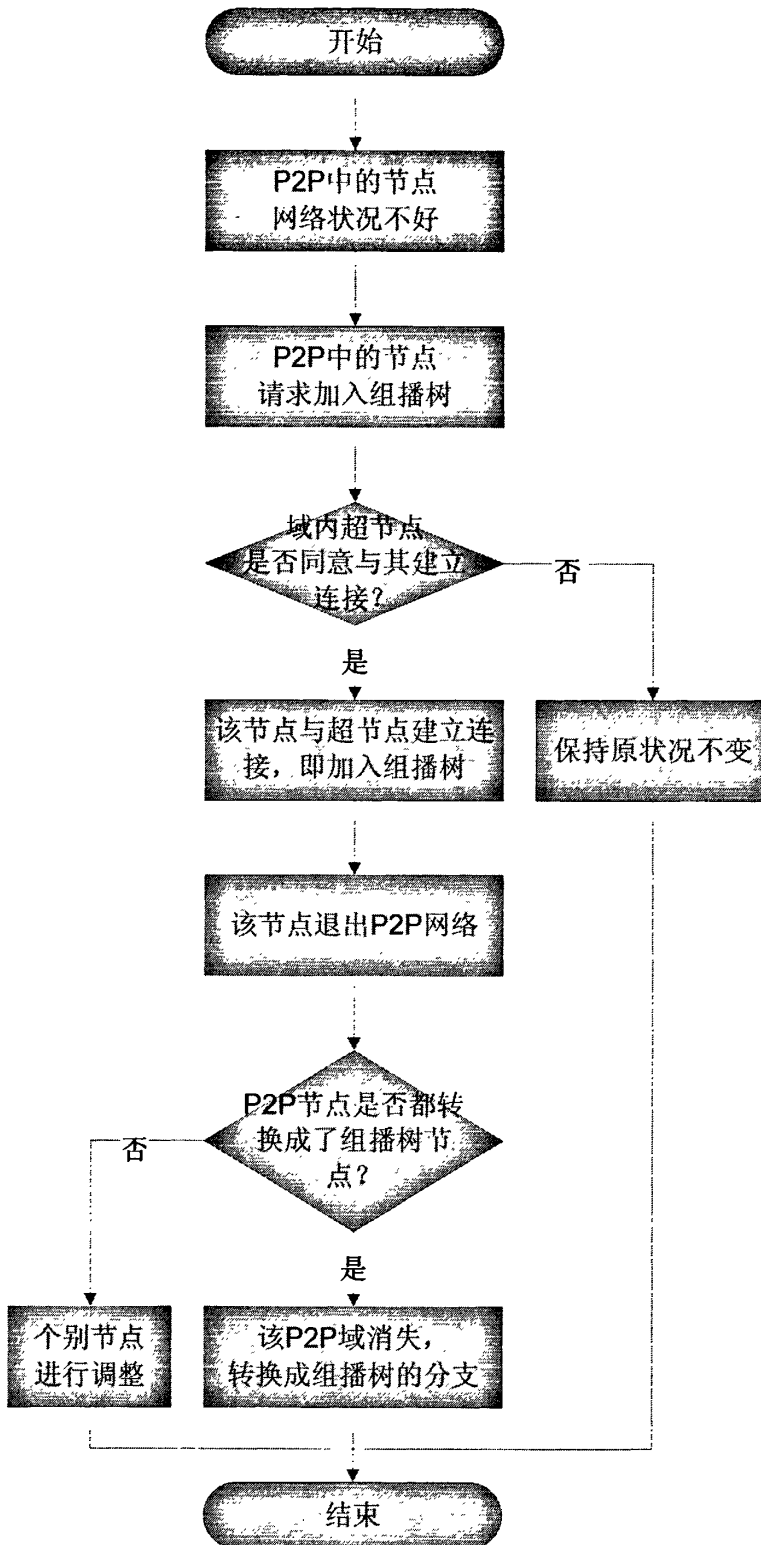 开始
P2P中的节点
网络状况不好
P2P中的节点
请求加入组播树
域内超节点
是否同意与其建立
连接？
否
是
该节点与超节点建立连
接，即加入组播树
保持原状况不变
该节点退出P2P网络
P2P节点是否都转
换成了组播树节
点？
否
是
个别节点
进行调整
该P2P域消失，
转换成组播树的分支
结束